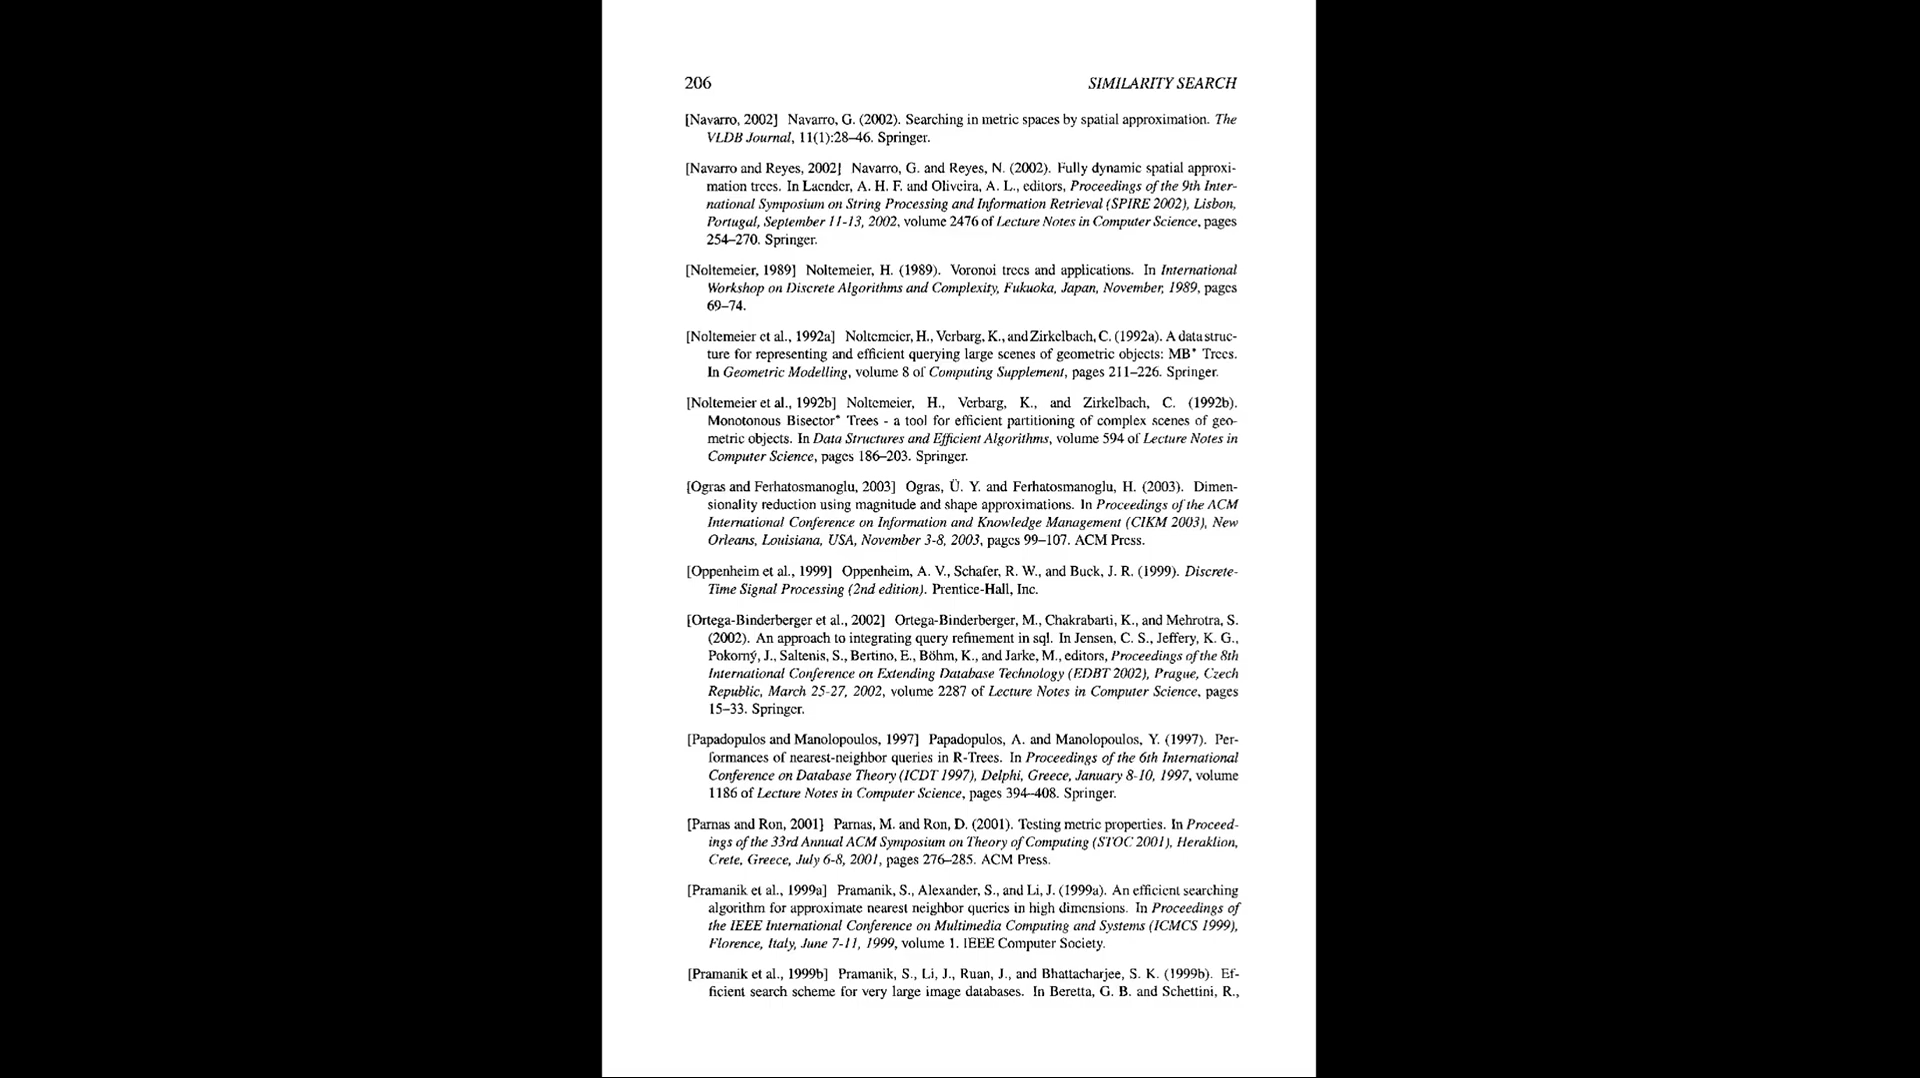 206 SIMILARITY SEARCH
[Navarro, 2002] Navarro, G. (2002). Searching in metric spaces by spatial approximation. The
VLDB Journal, 11(1):28–46. Springer.
[Navarro and Reyes, 2002] Navarro, G. and Reyes, N. (2002). Fully dynamic spatial approxi-
mation trees. In Laender, A. H. F. and Oliveira, A. L., editors, Proceedings of the 9th Inter-
national Symposium on String Processing and Information Retrieval (SPIRE 2002), Lisbon,
Portugal, September 11-13, 2002, volume 2476 of Lecture Notes in Computer Science, pages
254–270. Springer.
[Noltemeier, 1989] Noltemeier, H. (1989). Voronoi trees and applications. In International
Workshop on Discrete Algorithms and Complexity, Fukuoka, Japan, November, 1989, pages
69–74.
[Noltemeier et al., 1992a] Noltemeier, H., Verbarg, K., and Zirkelbach, C. (1992a). A data struc-
ture for representing and efficient querying large scenes of geometric objects: MB* Trees.
In Geometric Modelling, volume 8 of Computing Supplement, pages 211–226. Springer.
[Noltemeier et al., 1992b] Noltemeier, H., Verbarg, K., and Zirkelbach, C. (1992b).
Monotonous Bisector* Trees - a tool for efficient partitioning of complex scenes of geo-
metric objects. In Data Structures and Efficient Algorithms, volume 594 of Lecture Notes in
Computer Science, pages 186–203. Springer.
[Ogras and Ferhatosmanoglu, 2003] Ogras, Ü. Y. and Ferhatosmanoglu, H. (2003). Dimen-
sionality reduction using magnitude and shape approximations. In Proceedings of the ACM
International Conference on Information and Knowledge Management (CIKM 2003), New
Orleans, Louisiana, USA, November 3-8, 2003, pages 99–107. ACM Press.
[Oppenheim et al., 1999] Oppenheim, A. V., Schafer, R. W., and Buck, J. R. (1999). Discrete-
Time Signal Processing (2nd edition). Prentice-Hall, Inc.
[Ortega-Binderberger et al., 2002] Ortega-Binderberger, M., Chakrabarti, K., and Mehrotra, S.
(2002). An approach to integrating query refinement in sql. In Jensen, C. S., Jeffery, K. G.,
Pokorný, J., Saltenis, S., Bertino, E., Böhm, K., and Jarke, M., editors, Proceedings of the 8th
International Conference on Extending Database Technology (EDBT 2002), Prague, Czech
Republic, March 25-27, 2002, volume 2287 of Lecture Notes in Computer Science, pages
15–33. Springer.
[Papadopulos and Manolopoulos, 1997] Papadopulos, A. and Manolopoulos, Y. (1997). Per-
formances of nearest-neighbor queries in R-Trees. In Proceedings of the 6th International
Conference on Database Theory (ICDT 1997), Delphi, Greece, January 8-10, 1997, volume
1186 of Lecture Notes in Computer Science, pages 394–408. Springer.
[Parnas and Ron, 2001] Parnas, M. and Ron, D. (2001). Testing metric properties. In Proceed-
ings of the 33rd Annual ACM Symposium on Theory of Computing (STOC 2001), Heraklion,
Crete, Greece, July 6-8, 2001, pages 276–285. ACM Press.
[Pramanik et al., 1999a] Pramanik, S., Alexander, S., and Li, J. (1999a). An efficient searching
algorithm for approximate nearest neighbor queries in high dimensions. In Proceedings of
the IEEE International Conference on Multimedia Computing and Systems (ICMCS 1999),
Florence, Italy, June 7-11, 1999, volume 1. IEEE Computer Society.
[Pramanik et al., 1999b] Pramanik, S., Li, J., Ruan, J., and Bhattacharjee, S. K. (1999b). Ef-
ficient search scheme for very large image databases. In Beretta, G. B. and Schettini, R.,